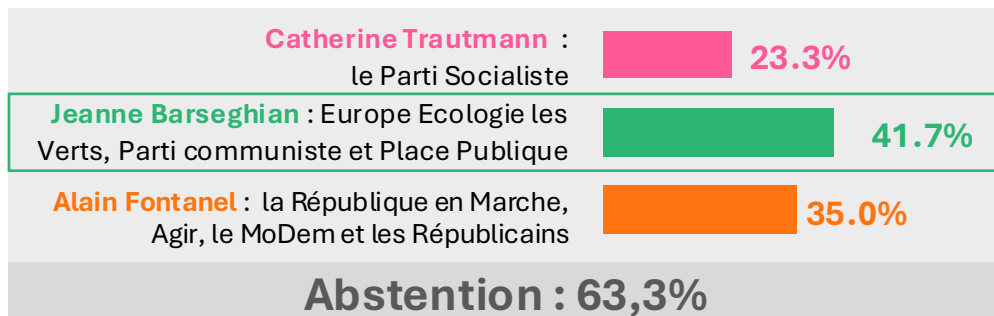 Catherine Trautmann :
le Parti Socialiste
23.3%
Jeanne Barseghian : Europe Ecologie les
Verts, Parti communiste et Place Publique
41.7%
Alain Fontanel : la République en Marche,
Agir, le MoDem et les Républicains
35.0%
Abstention : 63,3%